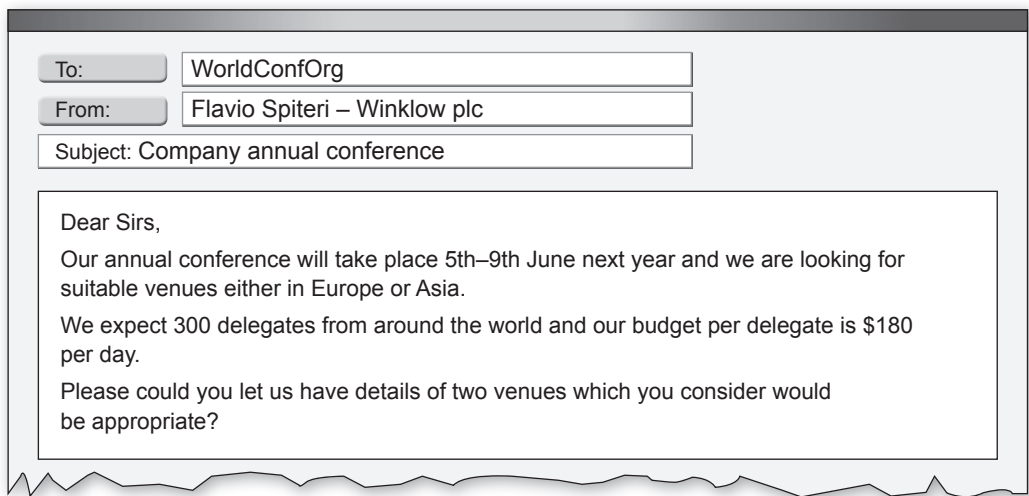 To: WorldConfOrg
From: Flavio Spiteri – Winklow plc
Subject: Company annual conference
Dear Sirs,
Our annual conference will take place 5th–9th June next year and we are looking for
suitable venues either in Europe or Asia.
We expect 300 delegates from around the world and our budget per delegate is $180
per day.
Please could you let us have details of two venues which you consider would
be appropriate?